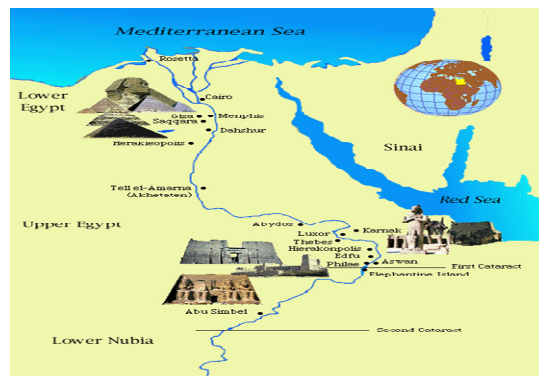 Mediterranean Sea
Rosetta
Lower
Egypt
Cairo
Giza
Memphis
Saqqara
Dahshur
Herakleopolis
Sinai
Tell el-Amarna
(Akhetaten)
Red Sea
Upper Egypt
Abydos
Luxor
Karnak
Thebes
Hierakonpolis
Edfu
Philae
Aswan
First Cataract
Elephantine Island
Abu Simbel
Second Cataract
Lower Nubia